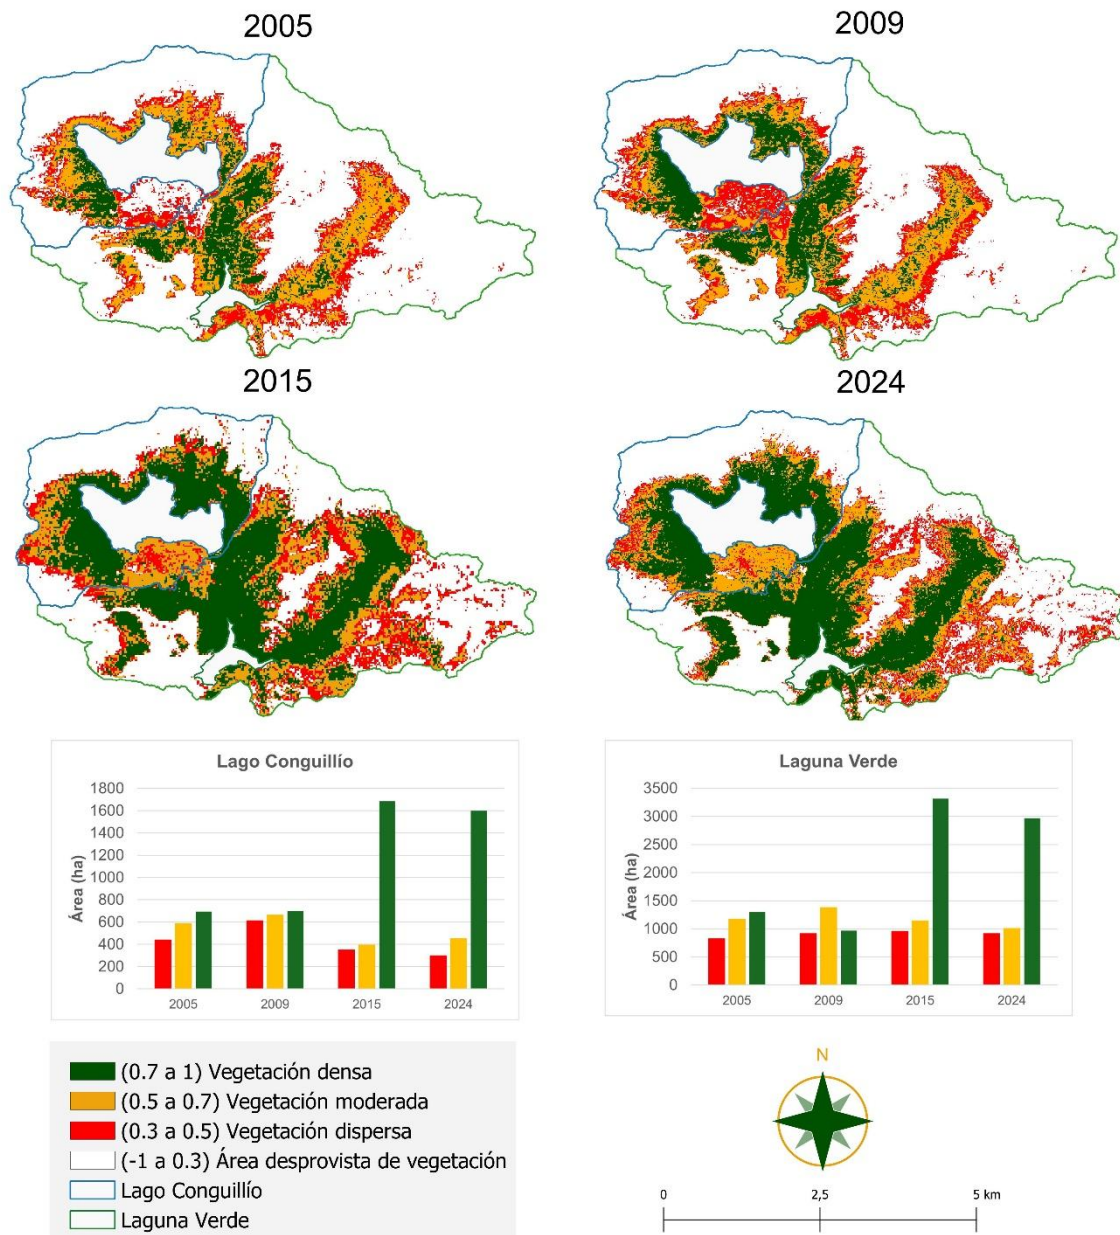 2005
2009
2015
2024
Lago Conguillío
Área (ha)
1800
1600
1400
1200
1000
800
600
400
200
0
2005
2009
2015
2024
Laguna Verde
Área (ha)
3500
3000
2500
2000
1500
1000
500
0
2005
2009
2015
2024
(0.7 a 1) Vegetación densa
(0.5 a 0.7) Vegetación moderada
(0.3 a 0.5) Vegetación dispersa
(-1 a 0.3) Área desprovista de vegetación
Lago Conguillío
Laguna Verde
N
0 2,5 5 km